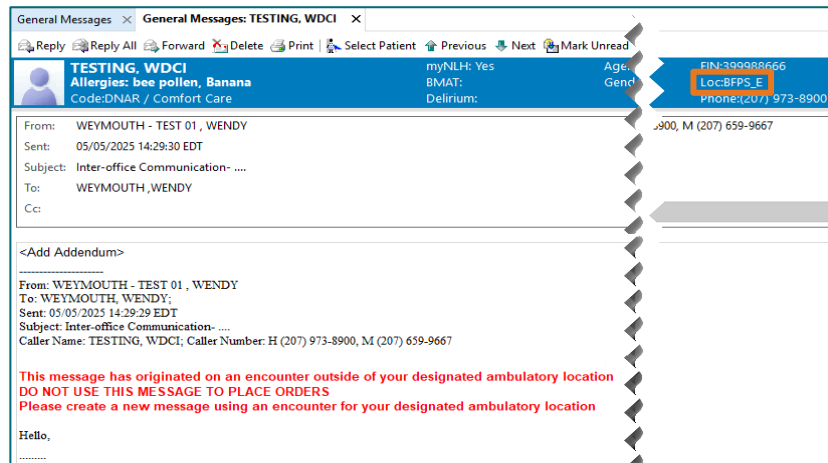 General Messages × General Messages: TESTING, WDCI ×
Reply Reply All Forward Delete Print Select Patient Previous Next Mark Unread
TESTING, WDCI myNLH: Yes FIN:399988666
Allergies: bee pollen, Banana BMAT: Loc:BFPS_E
Code:DNAR / Comfort Care Delirium: Phone:(207) 973-8900
From: WEYMOUTH - TEST 01 , WENDY M (207) 659-9667
Sent: 05/05/2025 14:29:30 EDT
Subject: Inter-office Communication- ....
To: WEYMOUTH ,WENDY
Cc:
<Add Addendum>
---------------------
From: WEYMOUTH - TEST 01 , WENDY
To: WEYMOUTH, WENDY;
Sent: 05/05/2025 14:29:29 EDT
Subject: Inter-office Communication- ....
Caller Name: TESTING, WDCI; Caller Number: H (207) 973-8900, M (207) 659-9667
This message has originated on an encounter outside of your designated ambulatory location
DO NOT USE THIS MESSAGE TO PLACE ORDERS
Please create a new message using an encounter for your designated ambulatory location
Hello,
.........